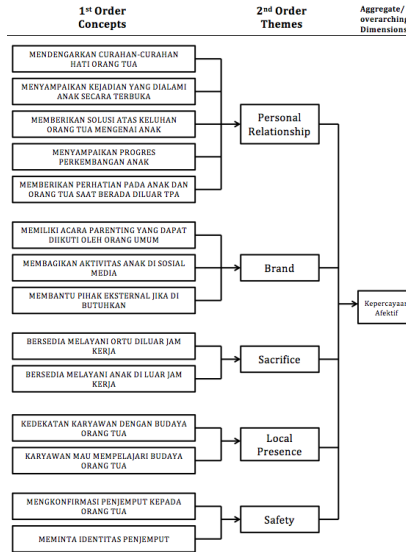 1st Order
Concepts
2nd Order
Themes
Aggregate/
overarching
Dimensions
MENDENGARKAN CURAHAN-CURAHAN
HATI ORANG TUA
MENYAMPAIKAN KEJADIAN YANG DIALAMI
ANAK SECARA TERBUKA
MEMBERIKAN SOLUSI ATAS KELUHAN
ORANG TUA MENGENAI ANAK
MENYAMPAIKAN PROGRES
PERKEMBANGAN ANAK
MEMBERIKAN PERHATIAN PADA ANAK DAN
ORANG TUA SAAT BERADA DILUAR TPA
Personal
Relationship
MEMILIKI ACARA PARENTING YANG DAPAT
DIIKUTI OLEH ORANG UMUM
MEMBAGIKAN AKTIVITAS ANAK DI SOSIAL
MEDIA
MEMBANTU PIHAK EKSTERNAL JIKA DI
BUTUHKAN
Brand
BERSEDIA MELAYANI ORTU DILUAR JAM
KERJA
BERSEDIA MELAYANI ANAK DI LUAR JAM
KERJA
Sacrifice
KEDEKATAN KARYAWAN DENGAN BUDAYA
ORANG TUA
KARYAWAN MAU MEMPELAJARI BUDAYA
ORANG TUA
Local
Presence
MENGKONFIRMASI PENJEMPUT KEPADA
ORANG TUA
MEMINTA IDENTITAS PENJEMPUT
Safety
Kepercayaan
Afektif